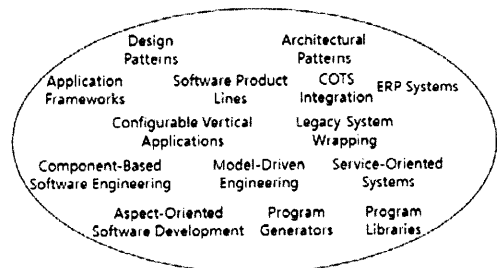 Design Architectural
Patterns Patterns
Application Software Product COTS ERP Systems
Frameworks Lines Integration
Configurable Vertical Legacy System
Applications Wrapping
Component-Based Model-Driven Service-Oriented
Software Engineering Engineering Systems
Aspect-Oriented Program Program
Software Development Generators Libraries